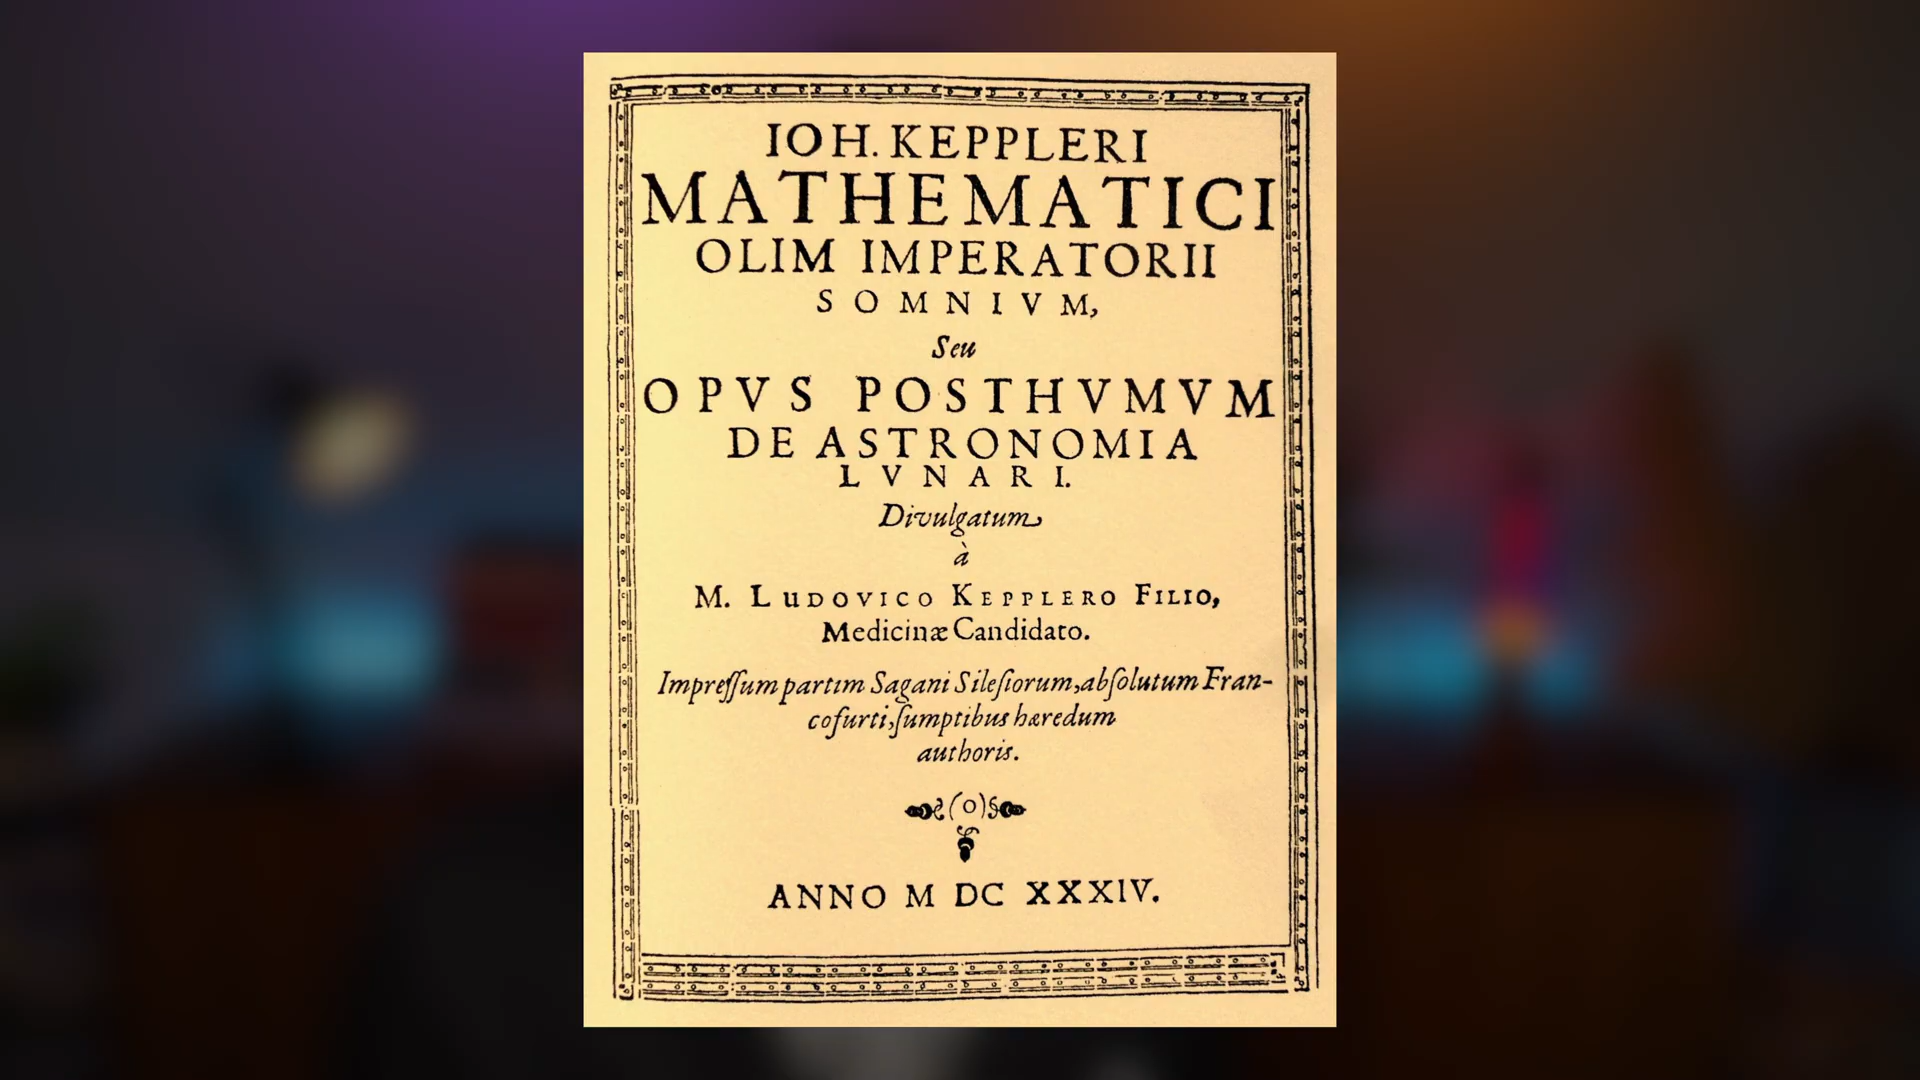 IOH. KEPPLERI
MATHEMATICI
OLIM IMPERATORII
SOMNIVM,
Seu
OPVS POSTHVMVM
DE ASTRONOMIA
LVNARI.
Divulgatum
à
M. LUDOVICO KEPPLERO FILIO,
Medicinæ Candidato.
Impreſſum partim Sagani Sileſiorum, abſolutum Fran-
cofurti, ſumptibus hæredum
authoris.
(0)
ANNO M DC XXXIV.